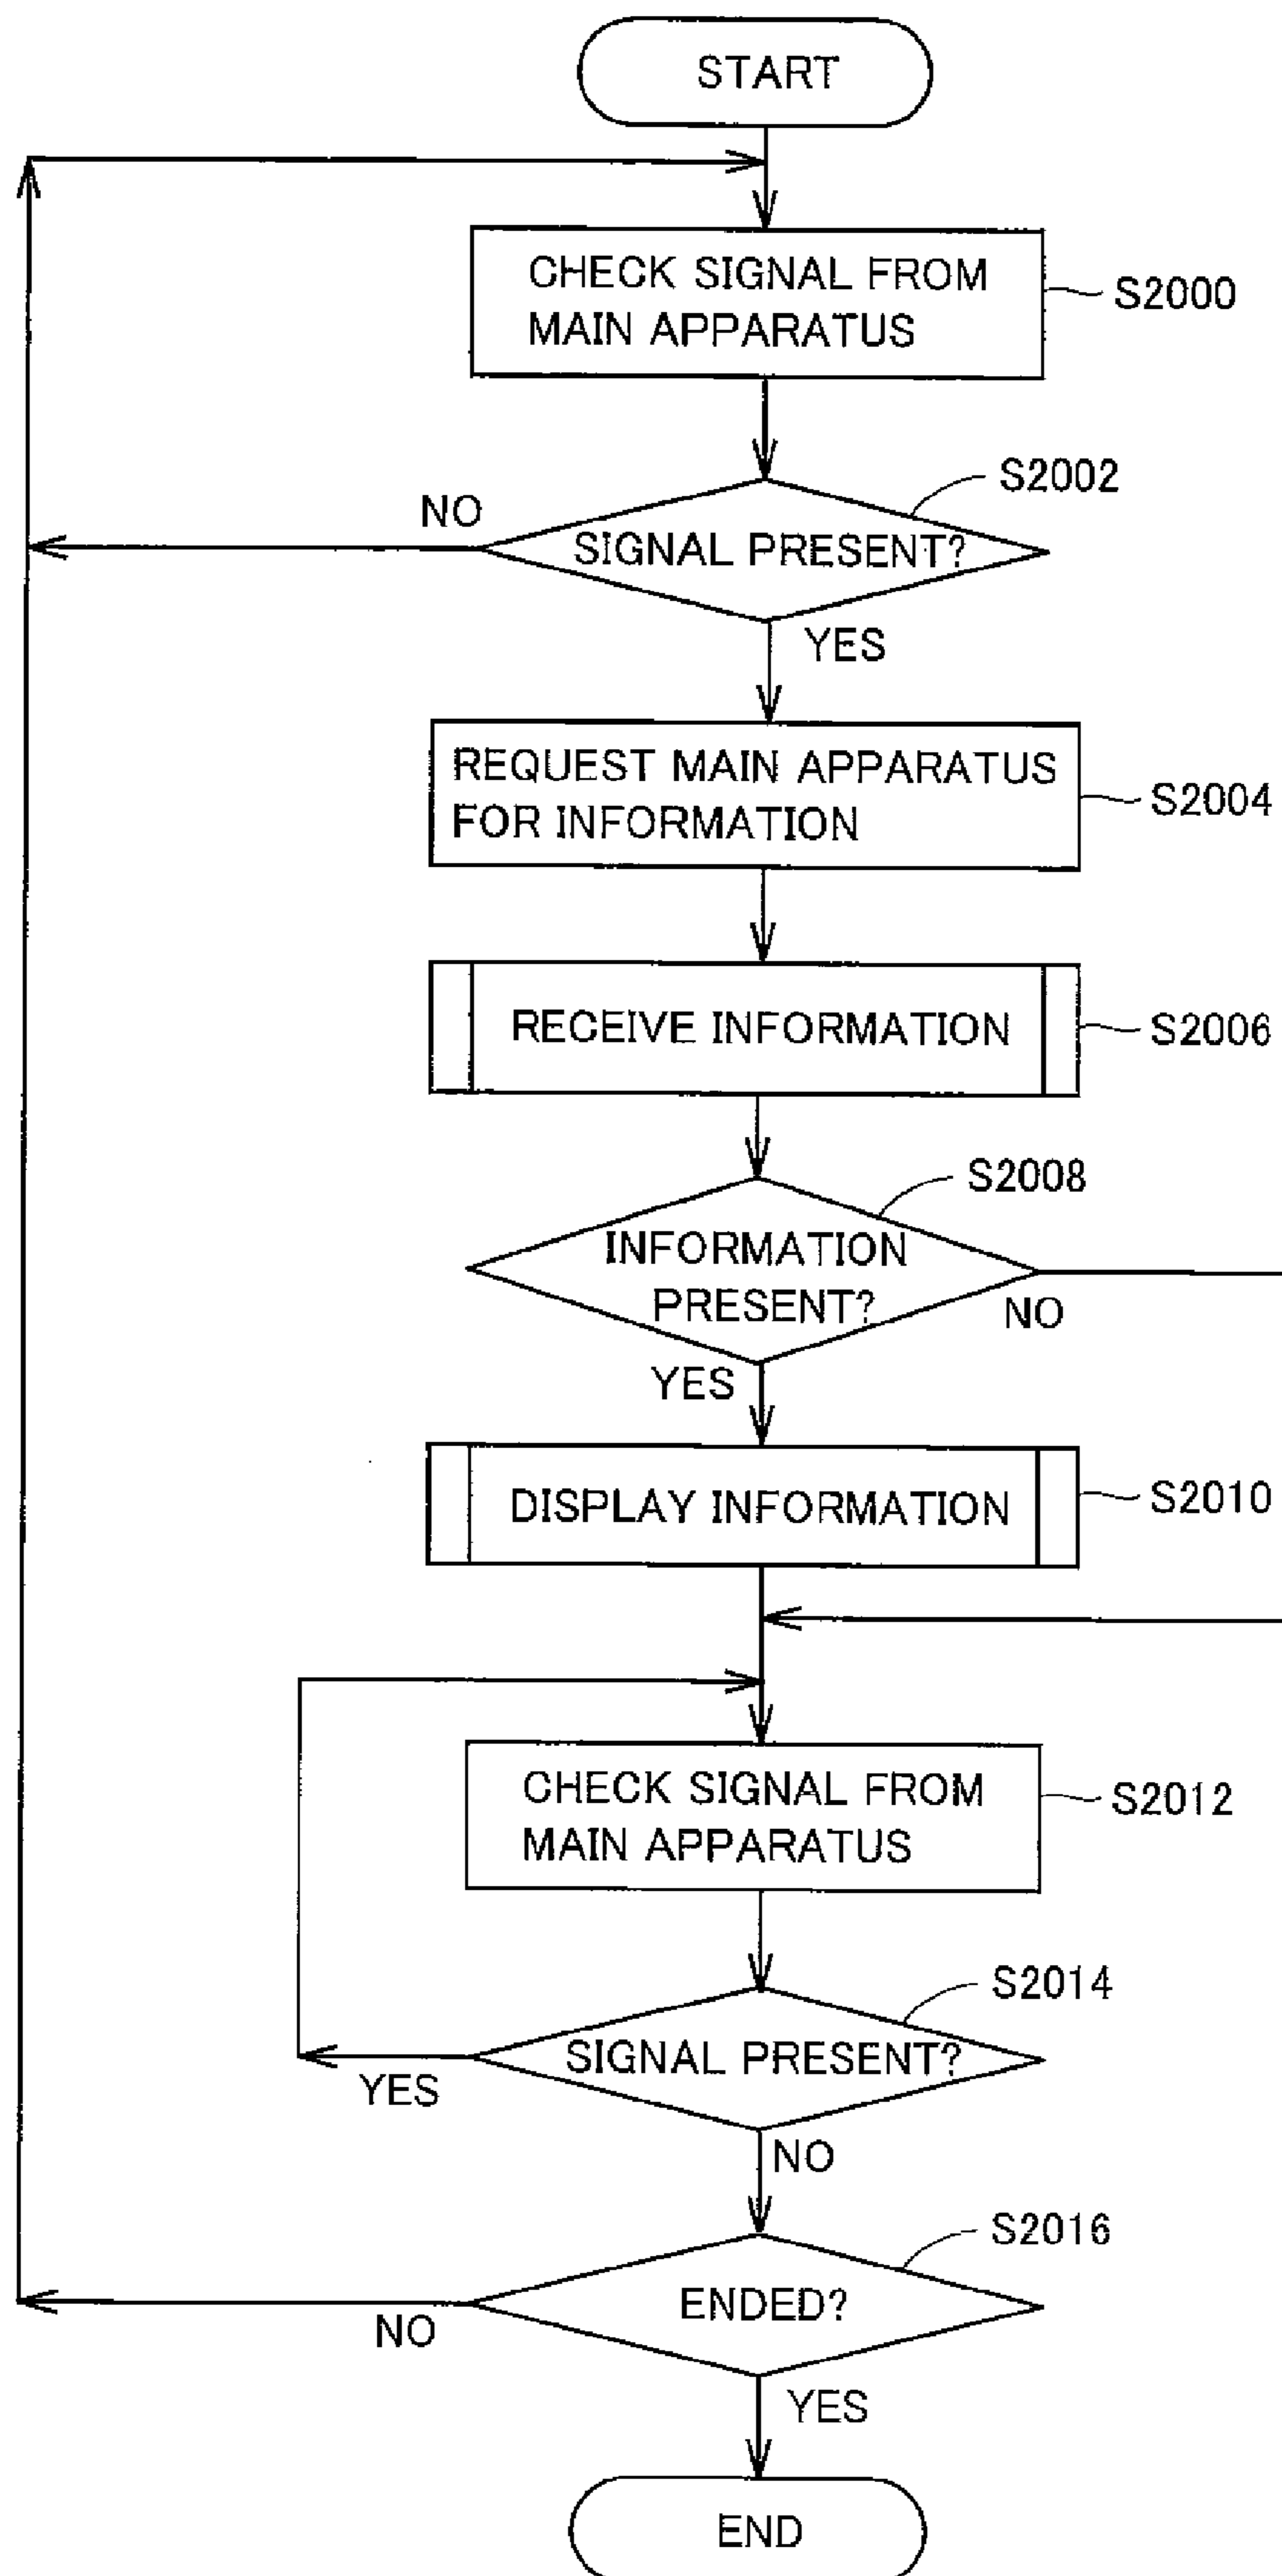 START
CHECK SIGNAL FROM
MAIN APPARATUS
S2000
S2002
NO
SIGNAL PRESENT?
YES
REQUEST MAIN APPARATUS
FOR INFORMATION
S2004
RECEIVE INFORMATION
S2006
S2008
INFORMATION
PRESENT?
NO
YES
DISPLAY INFORMATION
S2010
CHECK SIGNAL FROM
MAIN APPARATUS
S2012
S2014
SIGNAL PRESENT?
YES
NO
S2016
ENDED?
NO
YES
END